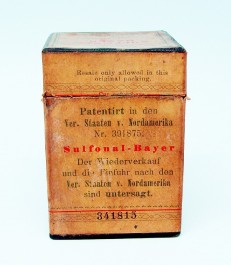 Resale only allowed in this
original packing.
Patentirt in den
Ver. Staaten v. Nordamerika
Nr. 391875.
Sulfonal-Bayer
Der Wiederverkauf
und die Einfuhr nach den
Ver. Staaten v. Nordamerika
sind untersagt.
341815